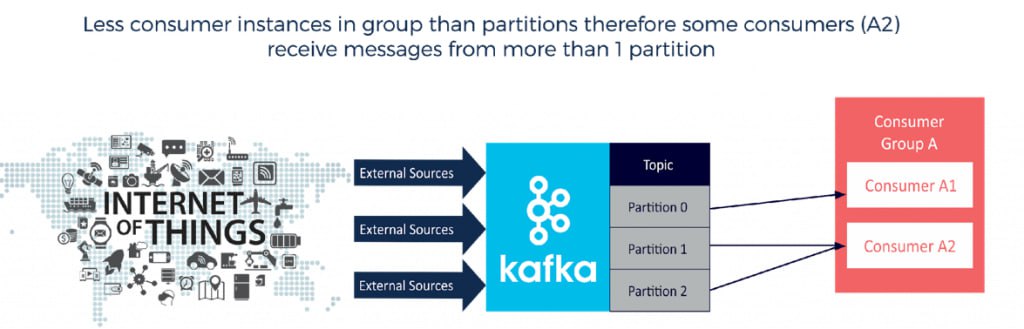 Less consumer instances in group than partitions therefore some consumers (A2)
receive messages from more than 1 partition
INTERNET
OF THINGS
External Sources
External Sources
External Sources
kafka
Topic
Partition 0
Partition 1
Partition 2
Consumer
Group A
Consumer A1
Consumer A2